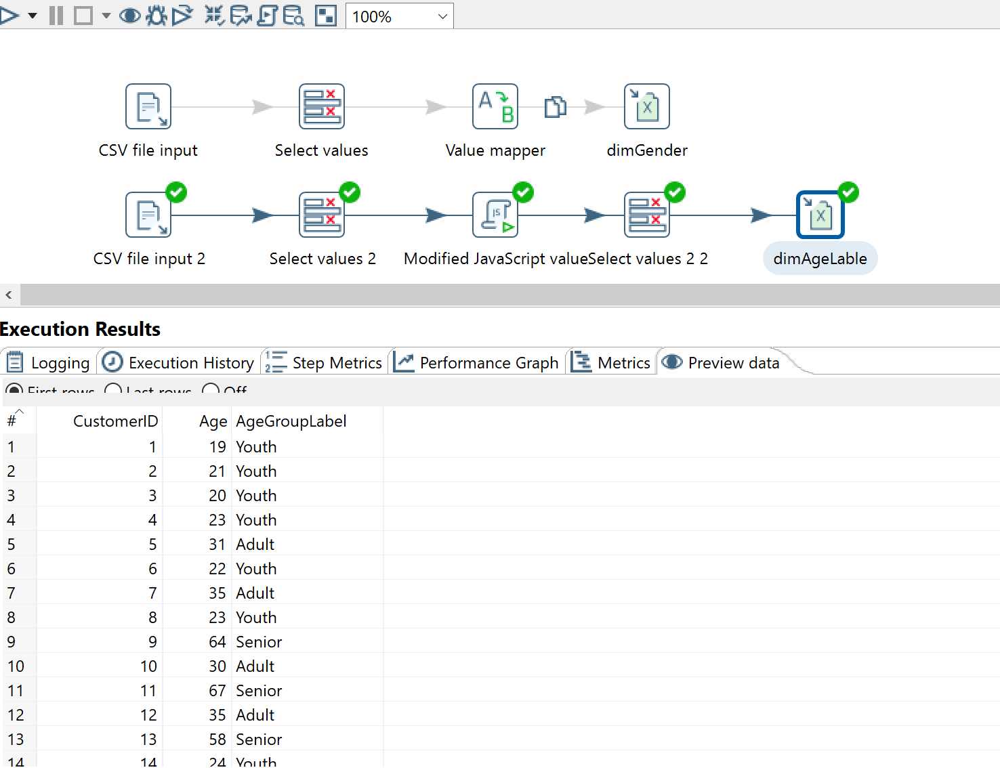 100%
CSV file input
Select values
Value mapper
dimGender
CSV file input 2
Select values 2
Modified JavaScript value
Select values 2 2
dimAgeLable
Execution Results
Logging Execution History Step Metrics Performance Graph Metrics Preview data
First rows Last rows Off
# CustomerID Age AgeGroupLabel
1 1 19 Youth
2 2 21 Youth
3 3 20 Youth
4 4 23 Youth
5 5 31 Adult
6 6 22 Youth
7 7 35 Adult
8 8 23 Youth
9 9 64 Senior
10 10 30 Adult
11 11 67 Senior
12 12 35 Adult
13 13 58 Senior
14 14 24 Youth